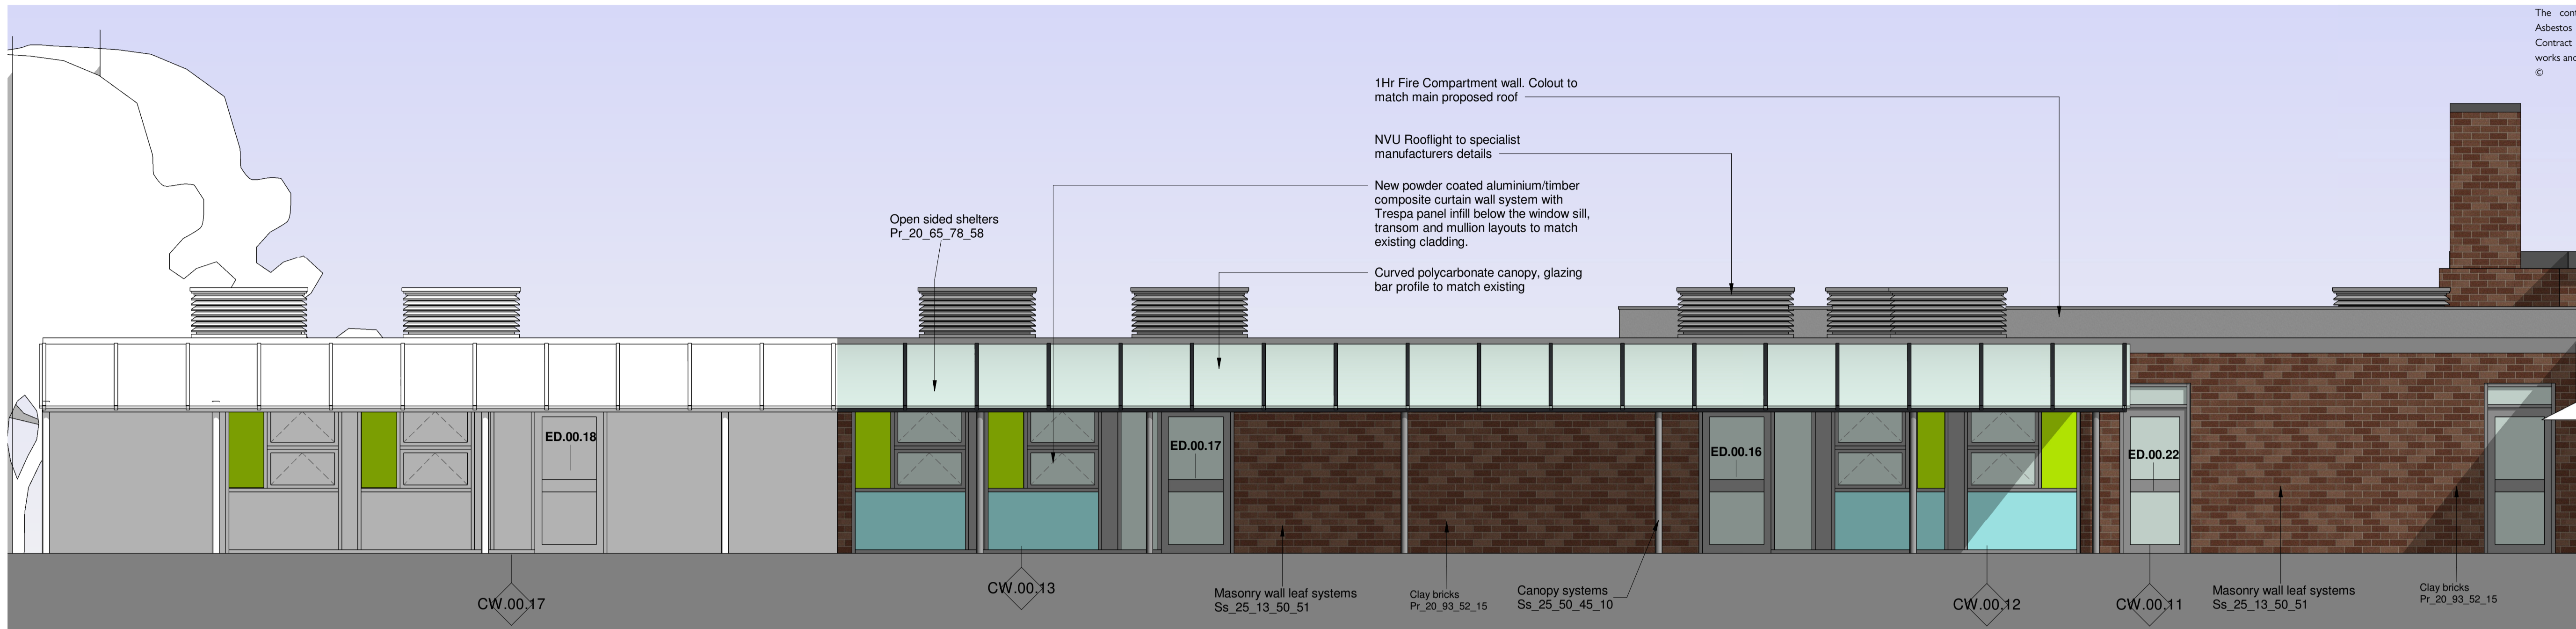 The cont
Asbestos
Contract
works and
©
1Hr Fire Compartment wall. Colout to
match main proposed roof
NVU Rooflight to specialist
manufacturers details
New powder coated aluminium/timber
composite curtain wall system with
Trespa panel infill below the window sill,
transom and mullion layouts to match
existing cladding.
Open sided shelters
Pr_20_65_78_58
Curved polycarbonate canopy, glazing
bar profile to match existing
ED.00.18
ED.00.17
ED.00.16
ED.00.22
CW.00.17
CW.00.13
Masonry wall leaf systems
Ss_25_13_50_51
Clay bricks
Pr_20_93_52_15
Canopy systems
Ss_25_50_45_10
CW.00.12
CW.00.11
Masonry wall leaf systems
Ss_25_13_50_51
Clay bricks
Pr_20_93_52_15